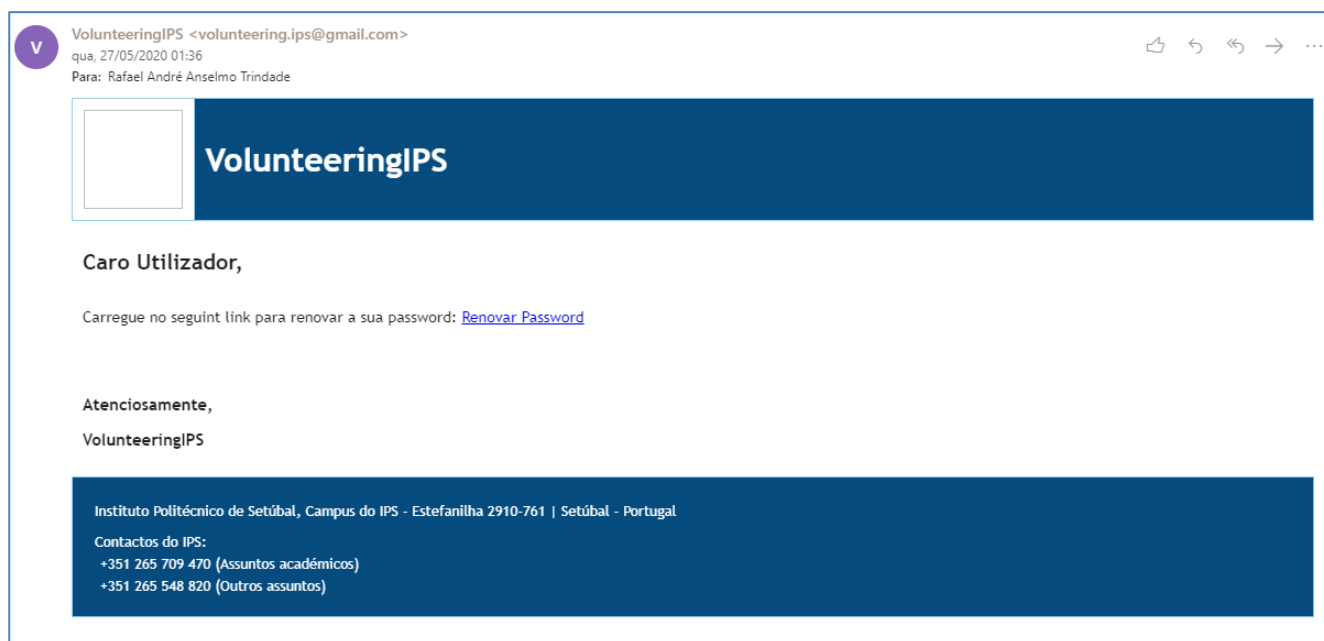 V
VolunteeringIPS <volunteering.ips@gmail.com>
qua, 27/05/2020 01:36
Para: Rafael André Anselmo Trindade
VolunteeringIPS
Caro Utilizador,
Carregue no seguint link para renovar a sua password: Renovar Password
Atenciosamente,
VolunteeringIPS
Instituto Politécnico de Setúbal, Campus do IPS - Estefanilha 2910-761 | Setúbal - Portugal
Contactos do IPS:
+351 265 709 470 (Assuntos académicos)
+351 265 548 820 (Outros assuntos)